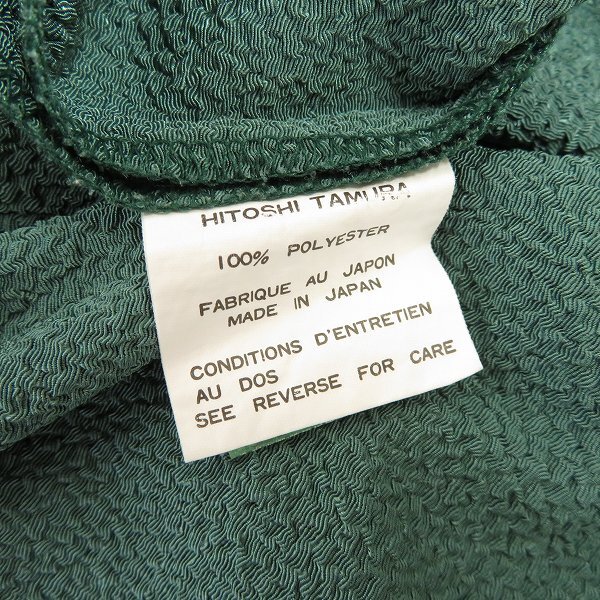 HITOSHI TAMURA
100% POLYESTER
FABRIQUE AU JAPON
MADE IN JAPAN
CONDITIONS D'ENTRETIEN
AU DOS
SEE REVERSE FOR CARE